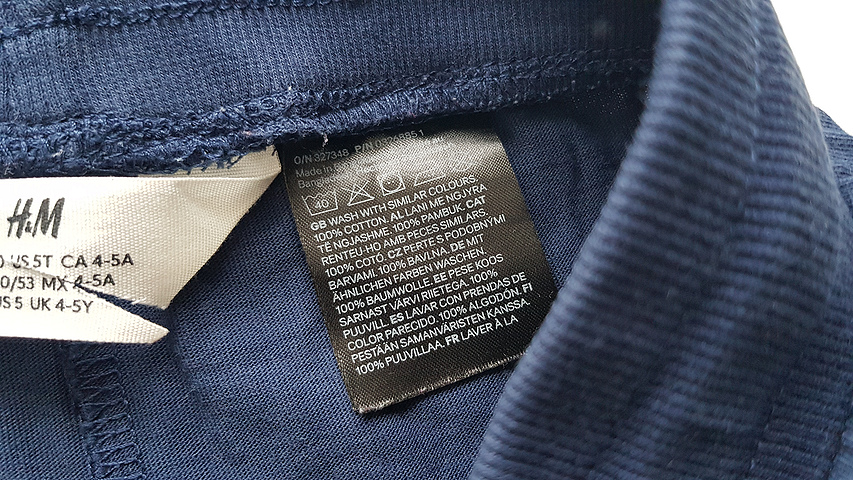 H&M
US 5T CA 4-5A
0/53 MX 4-5A
US 5 UK 4-5Y
O/N 327348 P/N
Made in
40
GB WASH WITH SIMILAR COLOURS.
100% COTTON. AL LANI ME NGJYRA
TË NGJASHME. 100% PAMBUK. CAT
RENTEU-HO AMB PECES SIMILARS.
100% COTÓ. CZ PERTE S PODOBNÝMI
BARVAMI. 100% BAVLNA. DE MIT
ÄHNLICHEN FARBEN WASCHEN.
100% BAUMWOLLE. EE PESE KOOS
SARNAST VÄRVI RIIETEGA. 100%
PUUVILL. ES LAVAR CON PRENDAS DE
COLOR PARECIDO. 100% ALGODÓN. FI
PESTÄÄN SAMANVÄRISTEN KANSSA.
100% PUUVILLAA. FR LAVER À LA